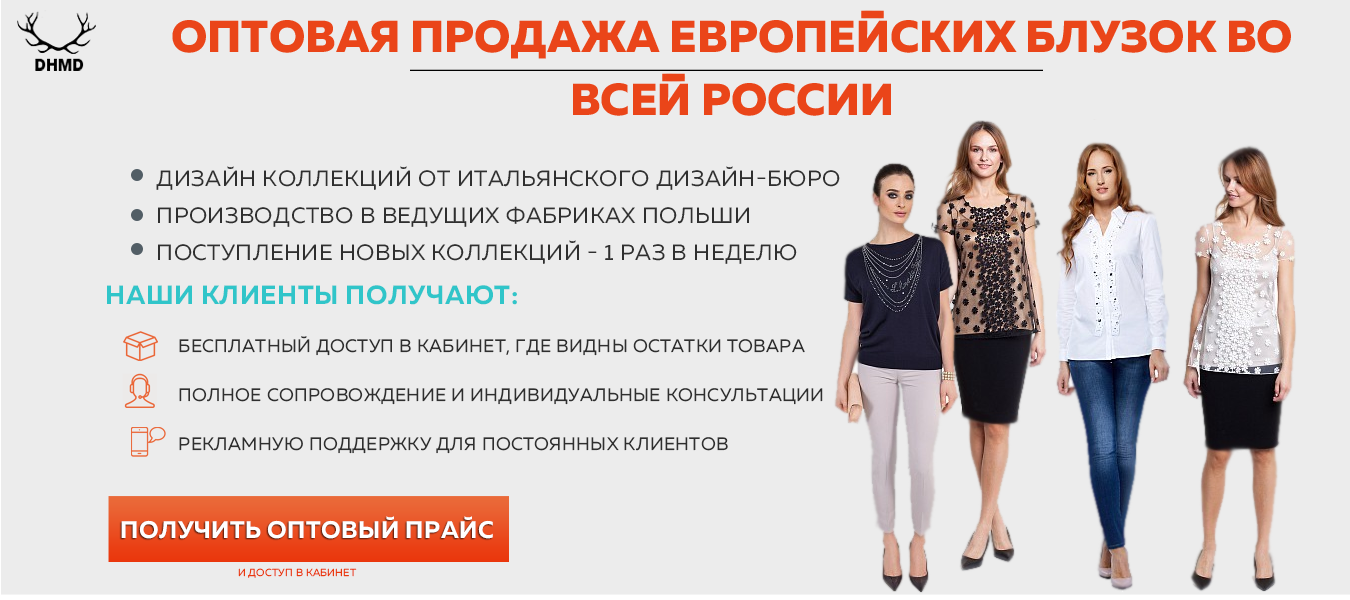 DHMD
ОПТОВАЯ ПРОДАЖА ЕВРОПЕЙСКИХ БЛУЗОК ВО
ВСЕЙ РОССИИ
ДИЗАЙН КОЛЛЕКЦИЙ ОТ ИТАЛЬЯНСКОГО ДИЗАЙН-БЮРО
ПРОИЗВОДСТВО В ВЕДУЩИХ ФАБРИКАХ ПОЛЬШИ
ПОСТУПЛЕНИЕ НОВЫХ КОЛЛЕКЦИЙ - 1 РАЗ В НЕДЕЛЮ
НАШИ КЛИЕНТЫ ПОЛУЧАЮТ:
БЕСПЛАТНЫЙ ДОСТУП В КАБИНЕТ, ГДЕ ВИДНЫ ОСТАТКИ ТОВАРА
ПОЛНОЕ СОПРОВОЖДЕНИЕ И ИНДИВИДУАЛЬНЫЕ КОНСУЛЬТАЦИИ
РЕКЛАМНУЮ ПОДДЕРЖКУ ДЛЯ ПОСТОЯННЫХ КЛИЕНТОВ
ПОЛУЧИТЬ ОПТОВЫЙ ПРАЙС
И ДОСТУП В КАБИНЕТ